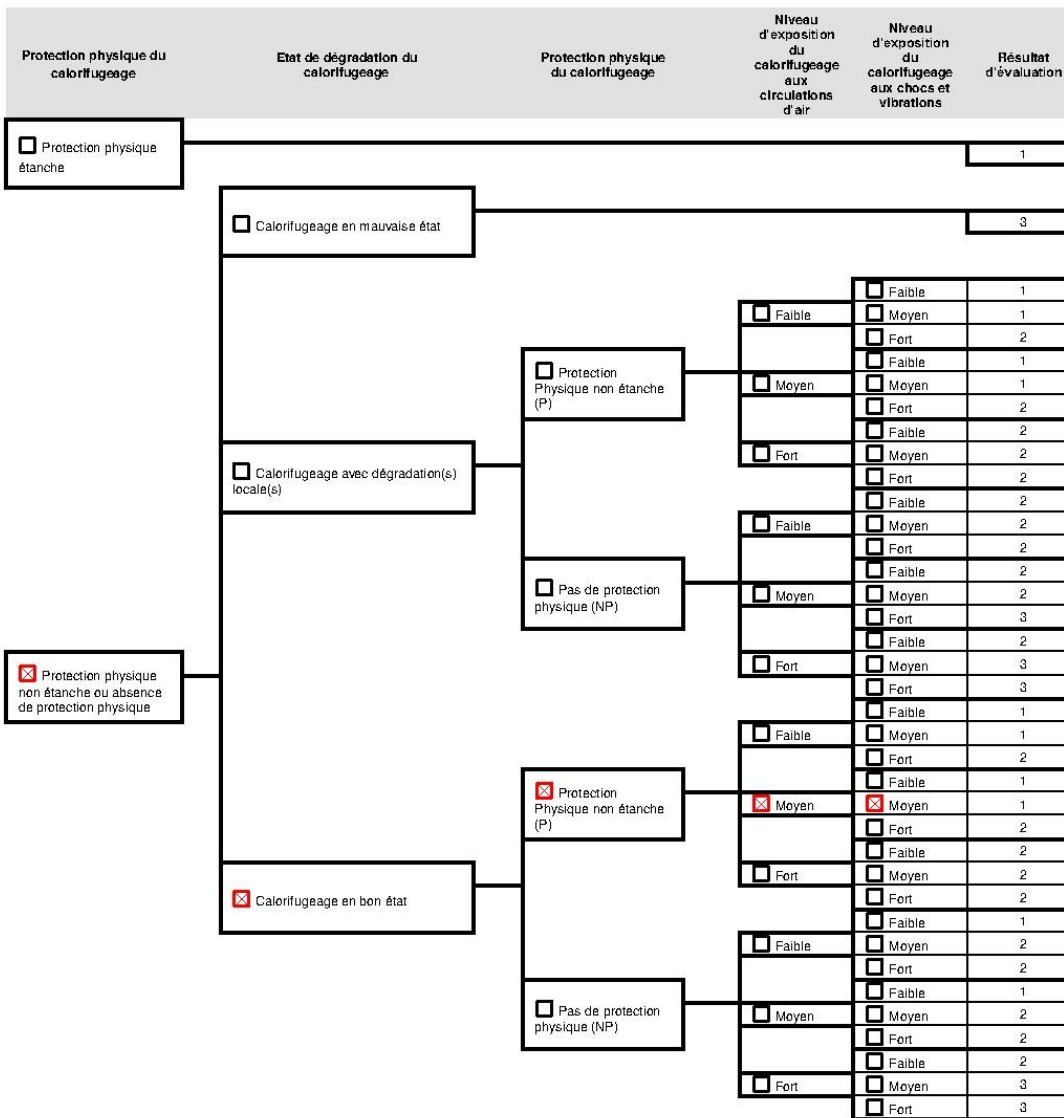 Protection physique du
calorifugeage
Etat de dégradation du
calorifugeage
Protection physique
du calorifugeage
Niveau
d'exposition
du
calorifugeage
aux
circulations
d'air
Niveau
d'exposition
du
calorifugeage
aux chocs et
vibrations
Résultat
d'évaluation
Protection physique
étanche
1
Calorifugeage en mauvaise état
3
Faible 1
Faible
Moyen 1
Fort 2
Protection
Physique non étanche
(P)
Faible 1
Moyen
Moyen 1
Fort 2
Faible 2
Fort
Moyen 2
Fort 2
Calorifugeage avec dégradation(s)
locale(s)
Faible 2
Faible
Moyen 2
Fort 2
Pas de protection
physique (NP)
Faible 2
Moyen
Moyen 2
Fort 3
Faible 2
Fort
Moyen 3
Fort 3
Protection physique
non étanche ou absence
de protection physique
Faible 1
Faible
Moyen 1
Fort 2
Protection
Physique non étanche
(P)
Faible 1
Moyen
Moyen 1
Fort 2
Faible 2
Fort
Moyen 2
Fort 2
Calorifugeage en bon état
Faible 1
Faible
Moyen 2
Fort 2
Pas de protection
physique (NP)
Faible 1
Moyen
Moyen 2
Fort 2
Faible 2
Fort
Moyen 3
Fort 3